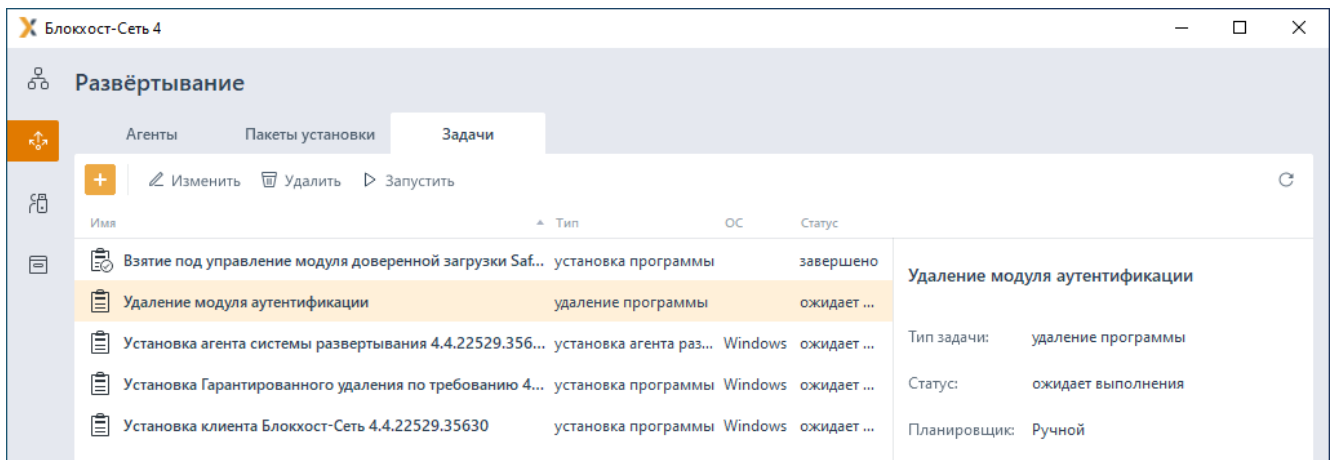 Блокхост-Сеть 4
Развёртывание
Агенты Пакеты установки Задачи
Изменить Удалить Запустить
Имя Тип ОС Статус
Взятие под управление модуля доверенной загрузки Saf... установка программы завершено
Удаление модуля аутентификации
Удаление модуля аутентификации удаление программы ожидает ...
Тип задачи: удаление программы
Установка агента системы развертывания 4.4.22529.356... установка агента раз... Windows ожидает ...
Статус: ожидает выполнения
Установка Гарантированного удаления по требованию 4... установка программы Windows ожидает ...
Установка клиента Блокхост-Сеть 4.4.22529.35630 установка программы Windows ожидает ...
Планировщик: Ручной